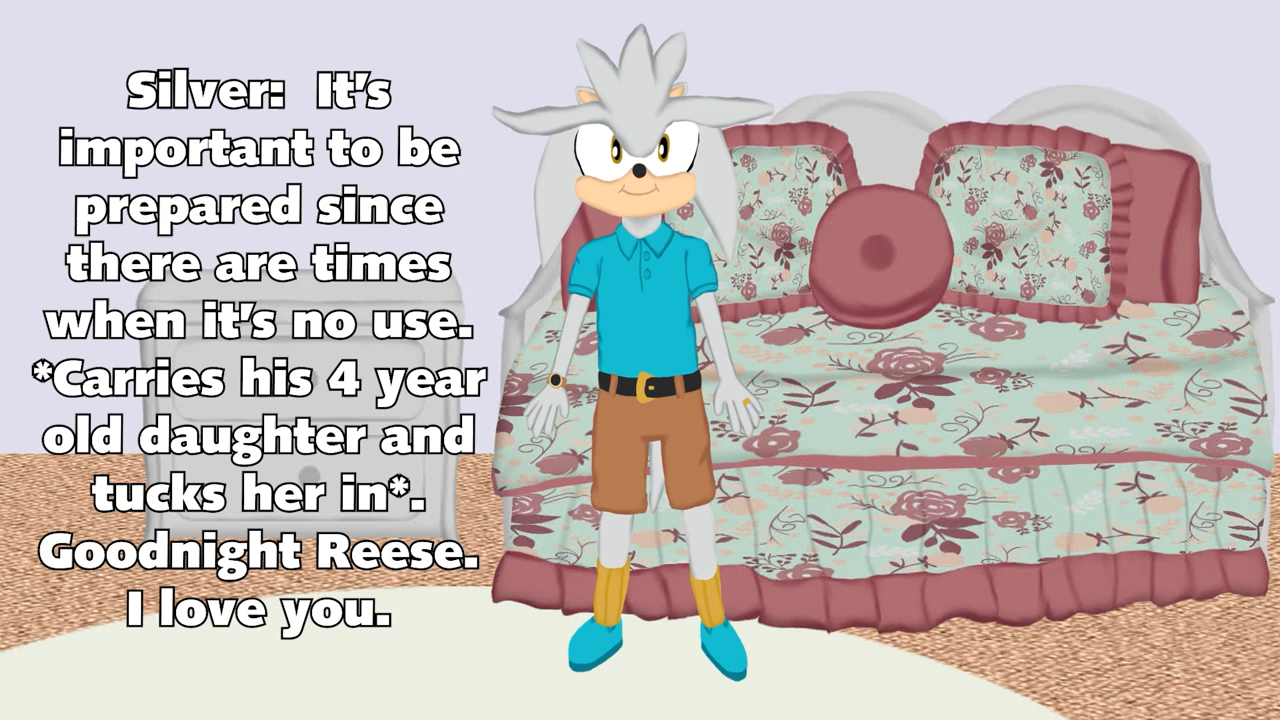 Silver:  It's
important to be
prepared since
there are times
when it's no use.
*Carries his 4 year
old daughter and
tucks her in*.
Goodnight Reese.
I love you.